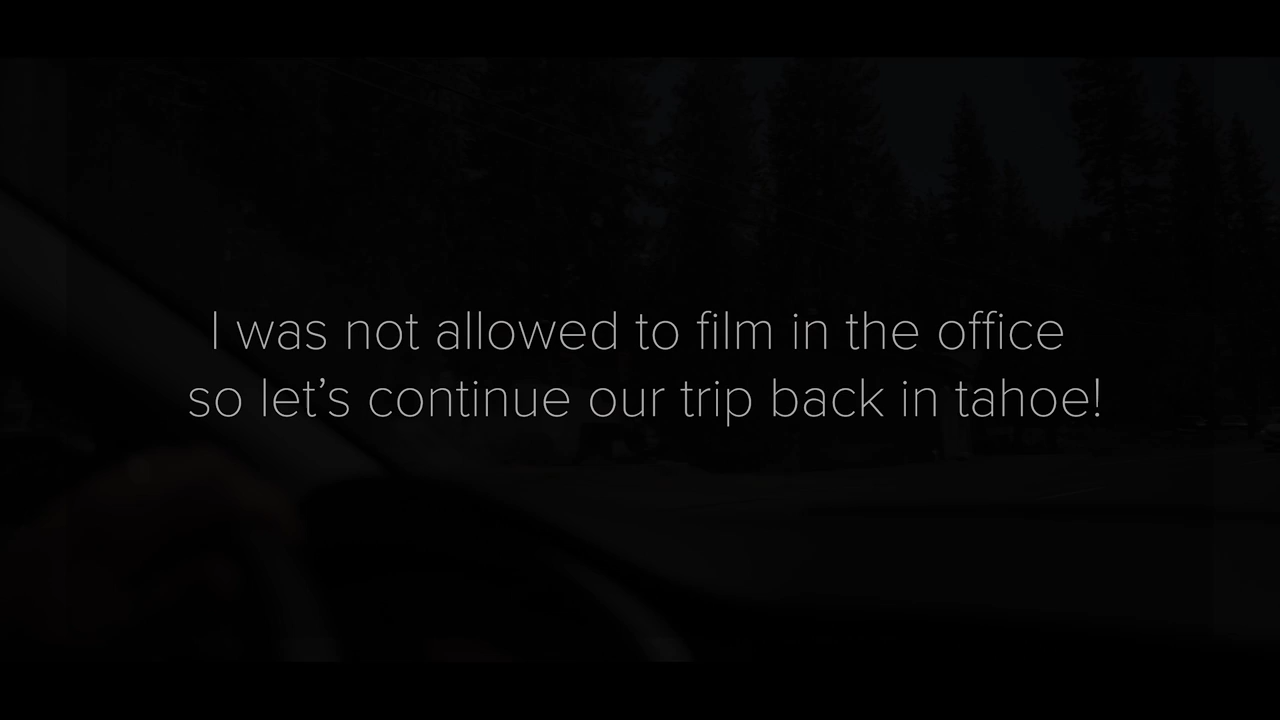 I was not allowed to film in the office
so let’s continue our trip back in tahoe!